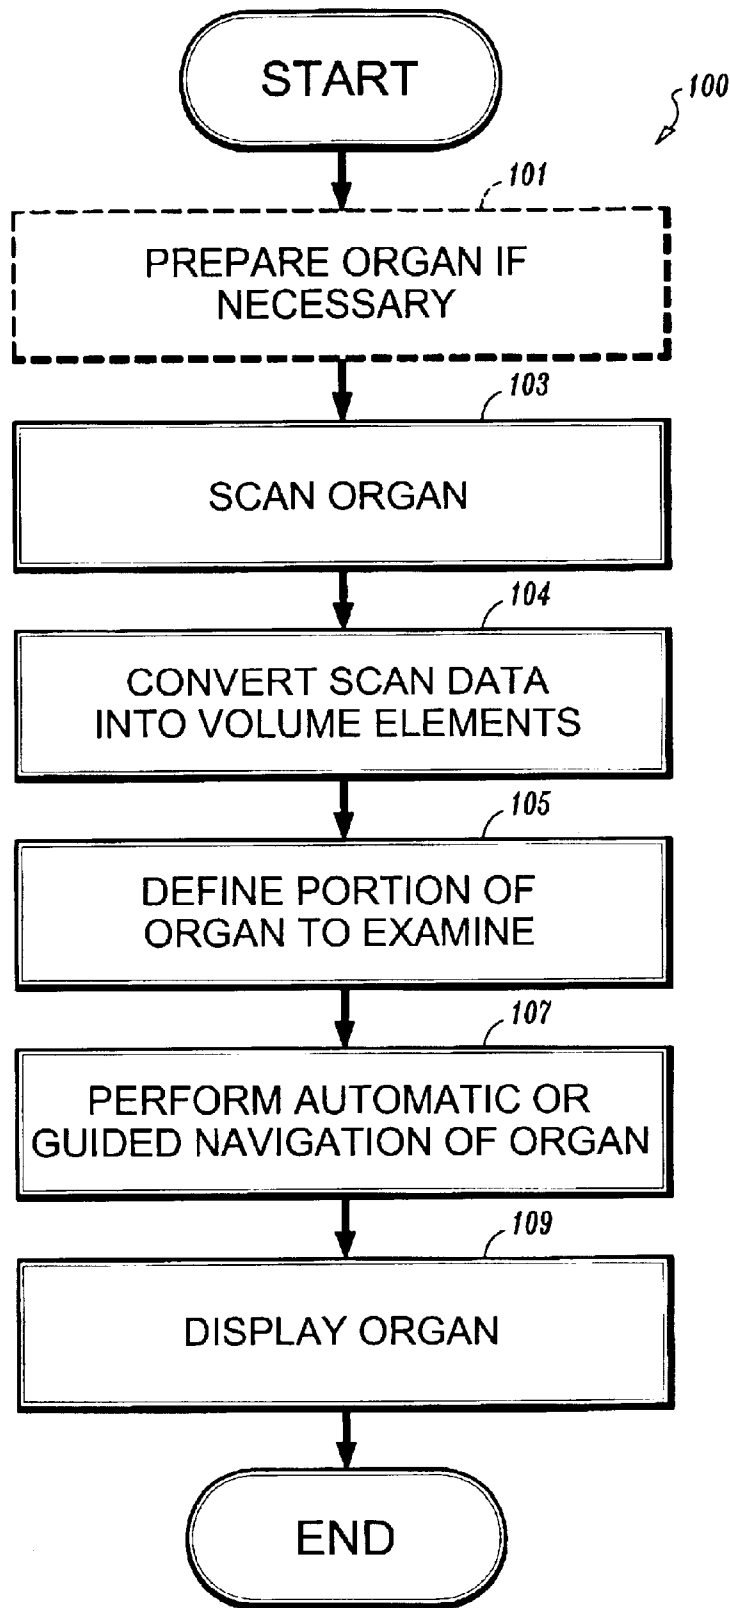 START
100
101
PREPARE ORGAN IF
NECESSARY
103
SCAN ORGAN
104
CONVERT SCAN DATA
INTO VOLUME ELEMENTS
105
DEFINE PORTION OF
ORGAN TO EXAMINE
107
PERFORM AUTOMATIC OR
GUIDED NAVIGATION OF ORGAN
109
DISPLAY ORGAN
END